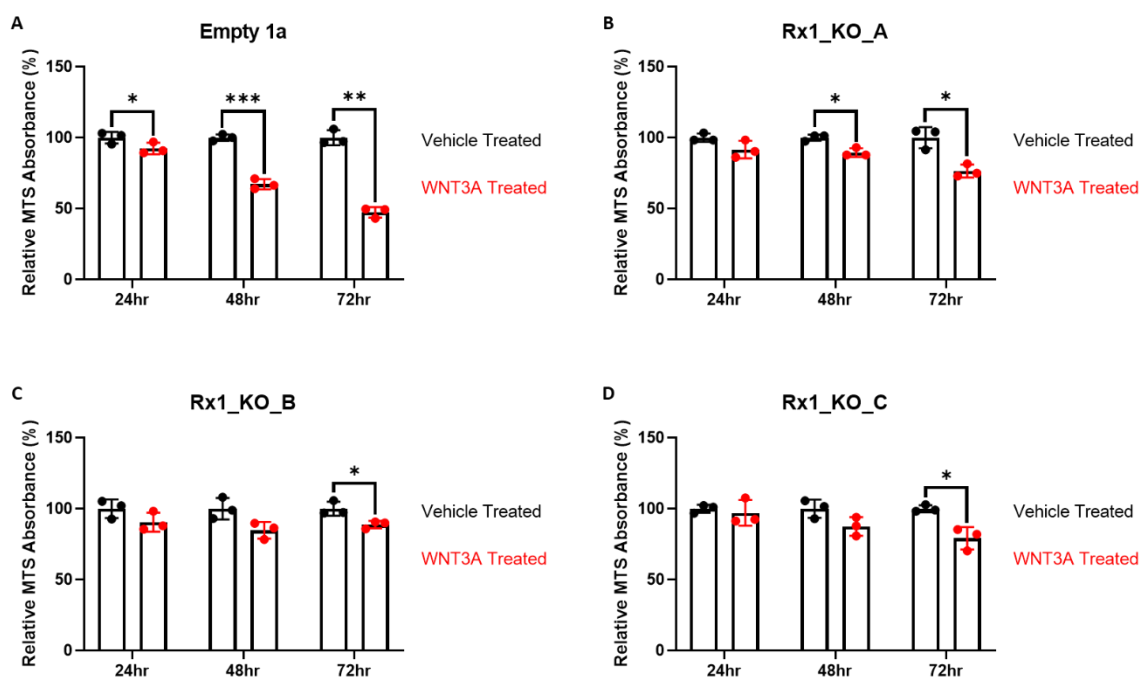 A
Empty 1a
Relative MTS Absorbance (%)
150
100
50
0
* *** **
24hr 48hr 72hr
Vehicle Treated
WNT3A Treated
B
Rx1_KO_A
Relative MTS Absorbance (%)
150
100
50
0
* *
24hr 48hr 72hr
Vehicle Treated
WNT3A Treated
C
Rx1_KO_B
Relative MTS Absorbance (%)
150
100
50
0
*
24hr 48hr 72hr
Vehicle Treated
WNT3A Treated
D
Rx1_KO_C
Relative MTS Absorbance (%)
150
100
50
0
*
24hr 48hr 72hr
Vehicle Treated
WNT3A Treated